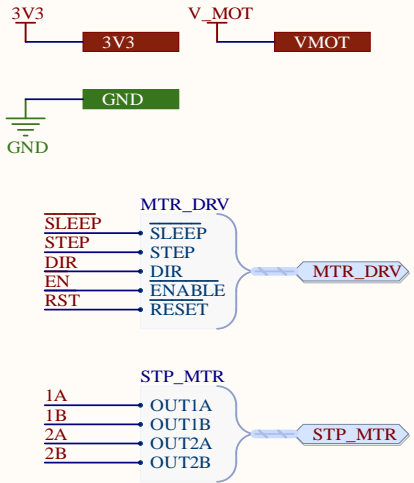 3V3
V_MOT
3V3
VMOT
GND
GND
MTR_DRV
SLEEP
SLEEP
STEP
STEP
DIR
DIR
MTR_DRV
EN
ENABLE
RST
RESET
STP_MTR
1A
OUT1A
1B
OUT1B
2A
OUT2A
STP_MTR
2B
OUT2B